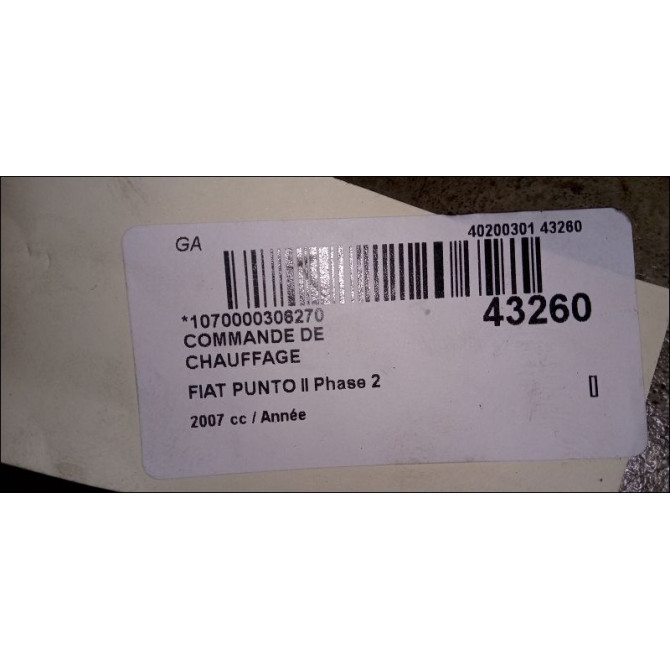 GA
40200301 43260
*1070000306270
43260
COMMANDE DE
CHAUFFAGE
FIAT PUNTO II Phase 2
2007 cc / Année